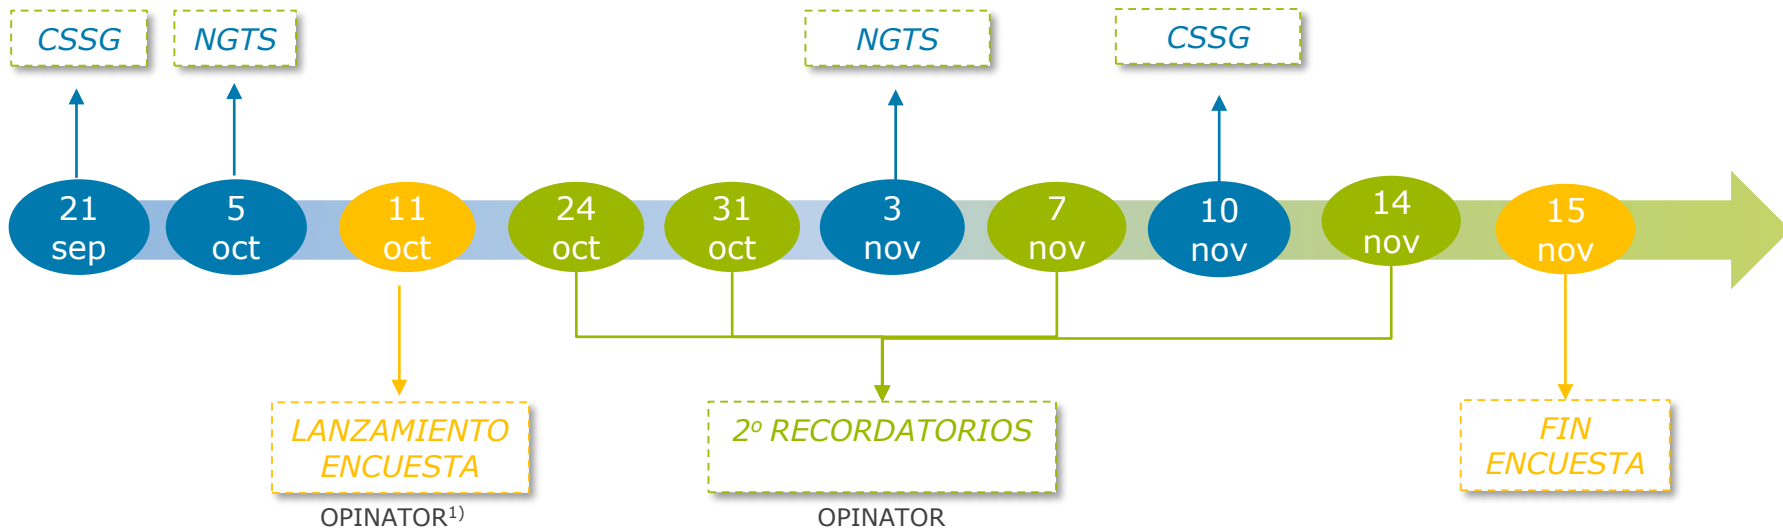 CSSG
NGTS
NGTS
CSSG
21
sep
5
oct
11
oct
24
oct
31
oct
3
nov
7
nov
10
nov
14
nov
15
nov
LANZAMIENTO
ENCUESTA
OPINATOR¹⁾
2º RECORDATORIOS
OPINATOR
FIN
ENCUESTA